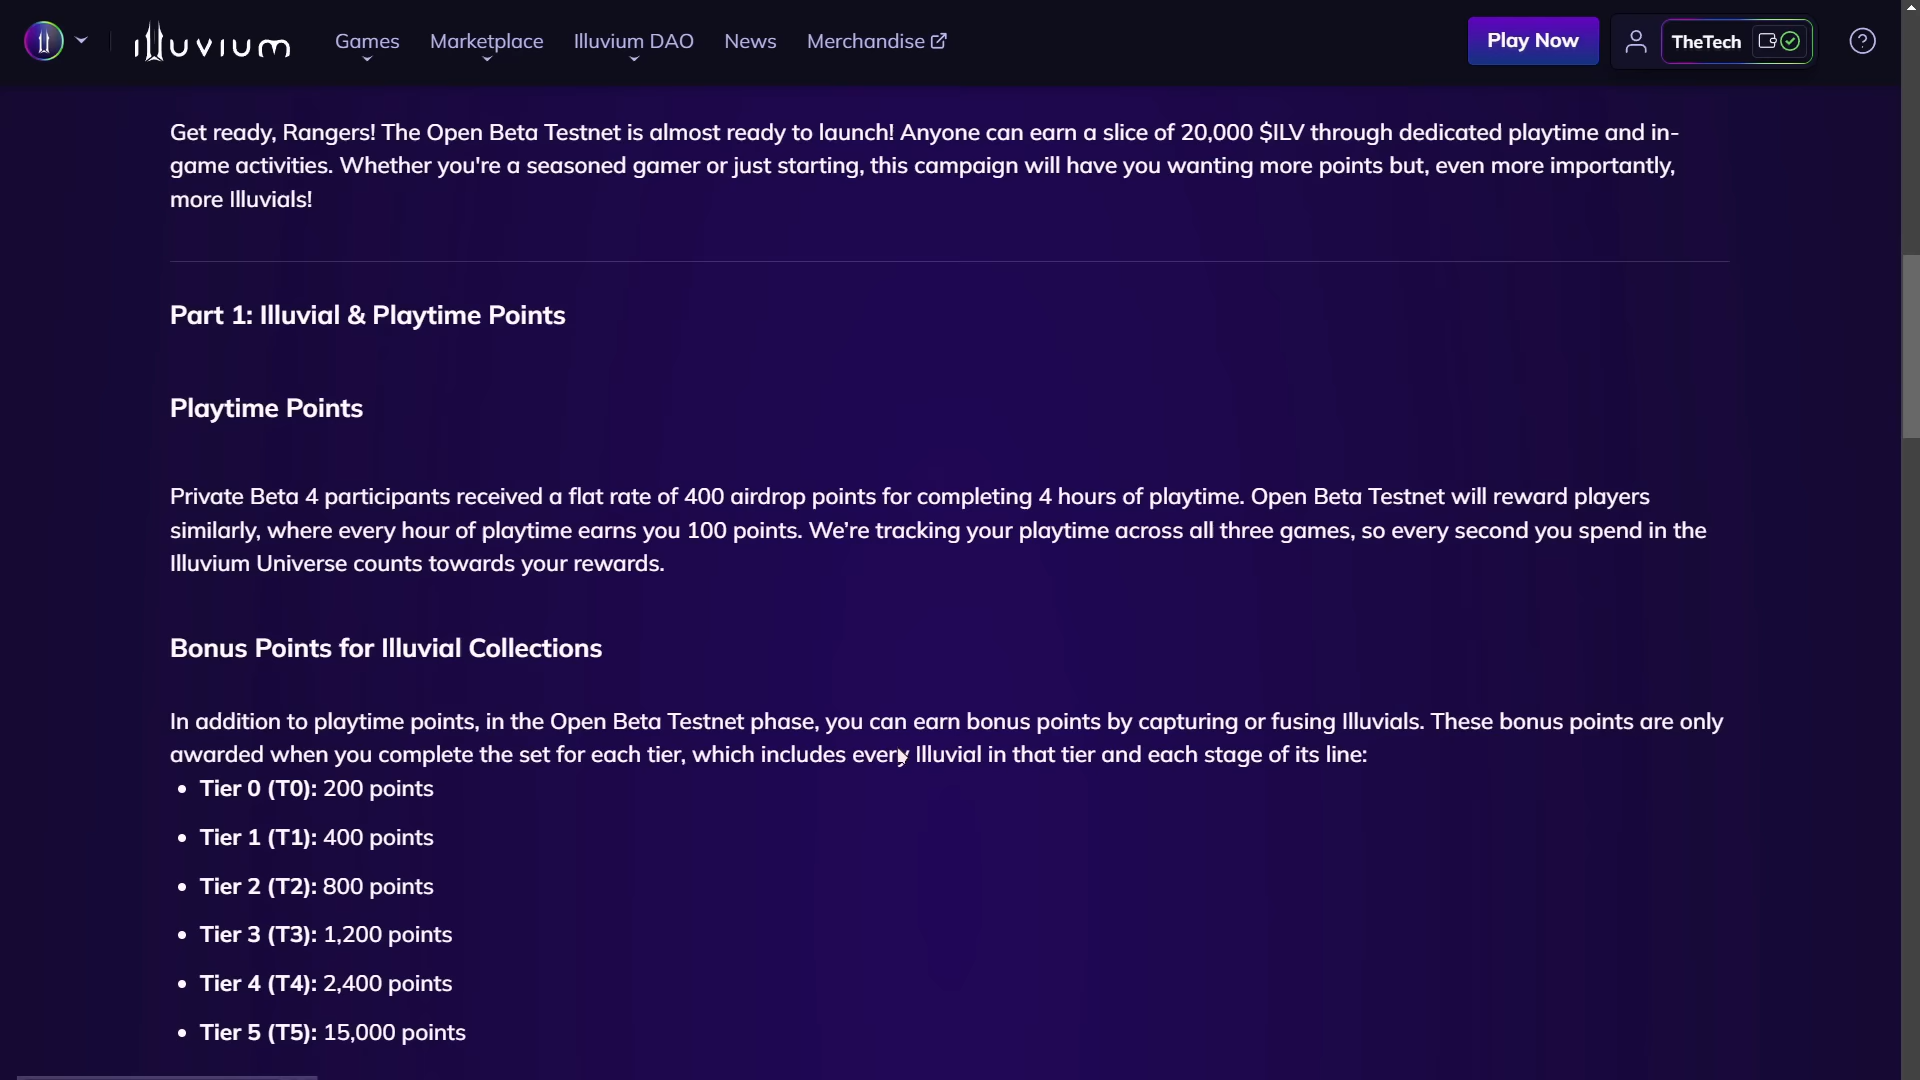 illuvium
Games
Marketplace
Illuvium DAO
News
Merchandise
Play Now
TheTech
Get ready, Rangers! The Open Beta Testnet is almost ready to launch! Anyone can earn a slice of 20,000 $ILV through dedicated playtime and in-
game activities. Whether you're a seasoned gamer or just starting, this campaign will have you wanting more points but, even more importantly,
more Illuvials!
Part 1: Illuvial & Playtime Points
Playtime Points
Private Beta 4 participants received a flat rate of 400 airdrop points for completing 4 hours of playtime. Open Beta Testnet will reward players
similarly, where every hour of playtime earns you 100 points. We’re tracking your playtime across all three games, so every second you spend in the
Illuvium Universe counts towards your rewards.
Bonus Points for Illuvial Collections
In addition to playtime points, in the Open Beta Testnet phase, you can earn bonus points by capturing or fusing Illuvials. These bonus points are only
awarded when you complete the set for each tier, which includes every Illuvial in that tier and each stage of its line:
• Tier 0 (T0): 200 points
• Tier 1 (T1): 400 points
• Tier 2 (T2): 800 points
• Tier 3 (T3): 1,200 points
• Tier 4 (T4): 2,400 points
• Tier 5 (T5): 15,000 points